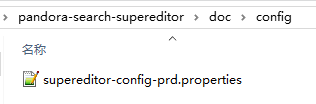 pandora-search-supereditor > doc > config
名称
supereditor-config-prd.properties